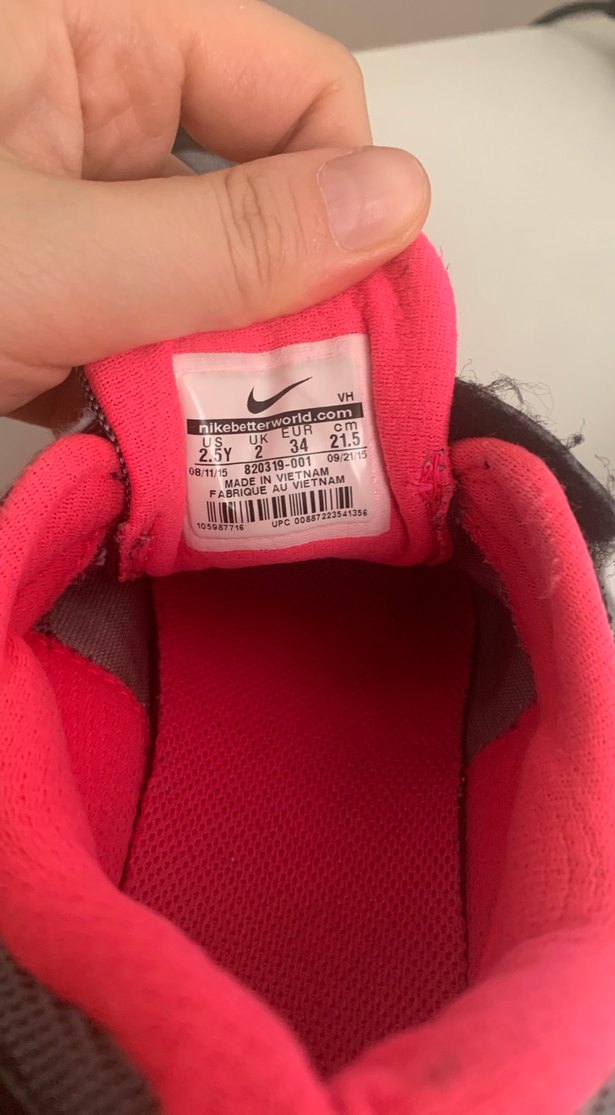 VH
nikebetterworld.com
US UK EUR cm
2.5Y 2 34 21.5
08/11/15 820319-001 09/21/15
MADE IN VIETNAM
FABRIQUE AU VIETNAM
105987716 UPC 00887223541356